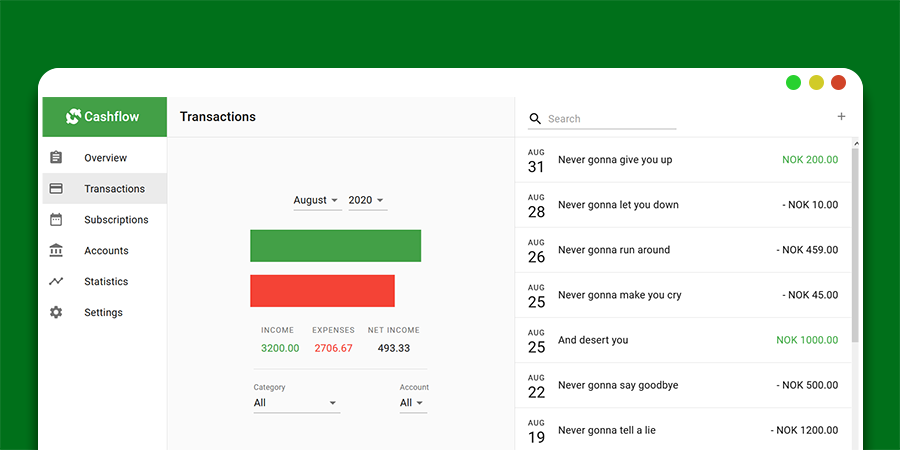 Cashflow
Overview
Transactions
Subscriptions
Accounts
Statistics
Settings
Transactions
August 2020
INCOME EXPENSES NET INCOME
3200.00 2706.67 493.33
Category Account
All All
Search +
AUG
31 Never gonna give you up NOK 200.00
AUG
28 Never gonna let you down - NOK 10.00
AUG
26 Never gonna run around - NOK 459.00
AUG
25 Never gonna make you cry - NOK 45.00
AUG
25 And desert you NOK 1000.00
AUG
22 Never gonna say goodbye - NOK 500.00
AUG
19 Never gonna tell a lie - NOK 1200.00